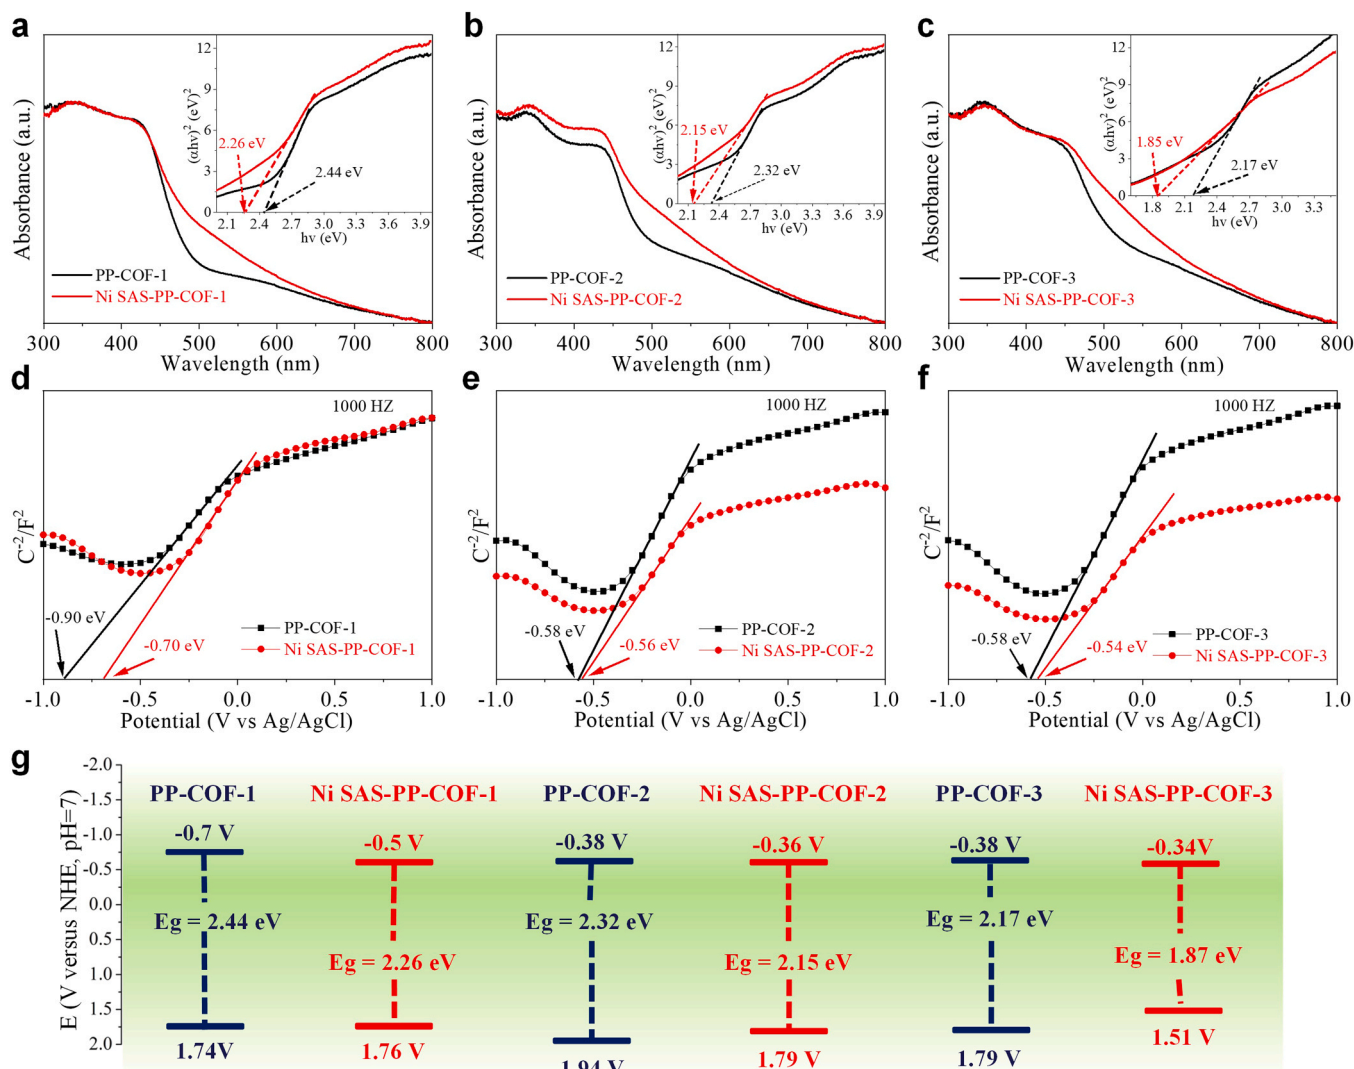 a
Absorbance (a.u.)
(αhν)² (eV)²
12
9
6
3
0
2.26 eV
2.44 eV
2.1 2.4 2.7 3.0 3.3 3.6 3.9
hν (eV)
PP-COF-1
Ni SAS-PP-COF-1
300 400 500 600 700 800
Wavelength (nm)
b
Absorbance (a.u.)
(αhν)² (eV)²
12
9
6
3
0
2.15 eV
2.32 eV
2.1 2.4 2.7 3.0 3.3 3.6 3.9
hν (eV)
PP-COF-2
Ni SAS-PP-COF-2
300 400 500 600 700 800
Wavelength (nm)
c
Absorbance (a.u.)
(αhν)² (eV)²
12
9
6
3
0
1.85 eV
2.17 eV
1.8 2.1 2.4 2.7 3.0 3.3
hν (eV)
PP-COF-3
Ni SAS-PP-COF-3
300 400 500 600 700 800
Wavelength (nm)
d
C⁻²/F²
1000 HZ
-0.90 eV
-0.70 eV
PP-COF-1
Ni SAS-PP-COF-1
-1.0 -0.5 0.0 0.5 1.0
Potential (V vs Ag/AgCl)
e
C⁻²/F²
1000 HZ
-0.58 eV
-0.56 eV
PP-COF-2
Ni SAS-PP-COF-2
-1.0 -0.5 0.0 0.5 1.0
Potential (V vs Ag/AgCl)
f
C⁻²/F²
1000 HZ
-0.58 eV
-0.54 eV
PP-COF-3
Ni SAS-PP-COF-3
-1.0 -0.5 0.0 0.5 1.0
Potential (V vs Ag/AgCl)
g
E (V versus NHE, pH=7)
-2.0
-1.5
-1.0
-0.5
0.0
0.5
1.0
1.5
2.0
PP-COF-1 Ni SAS-PP-COF-1 PP-COF-2 Ni SAS-PP-COF-2 PP-COF-3 Ni SAS-PP-COF-3
-0.7 V -0.5 V -0.38 V -0.36 V -0.38 V -0.34V
Eg = 2.44 eV Eg = 2.32 eV Eg = 2.17 eV
Eg = 2.26 eV Eg = 2.15 eV Eg = 1.87 eV
1.74V 1.76 V 1.94 V 1.79 V 1.79 V 1.51 V